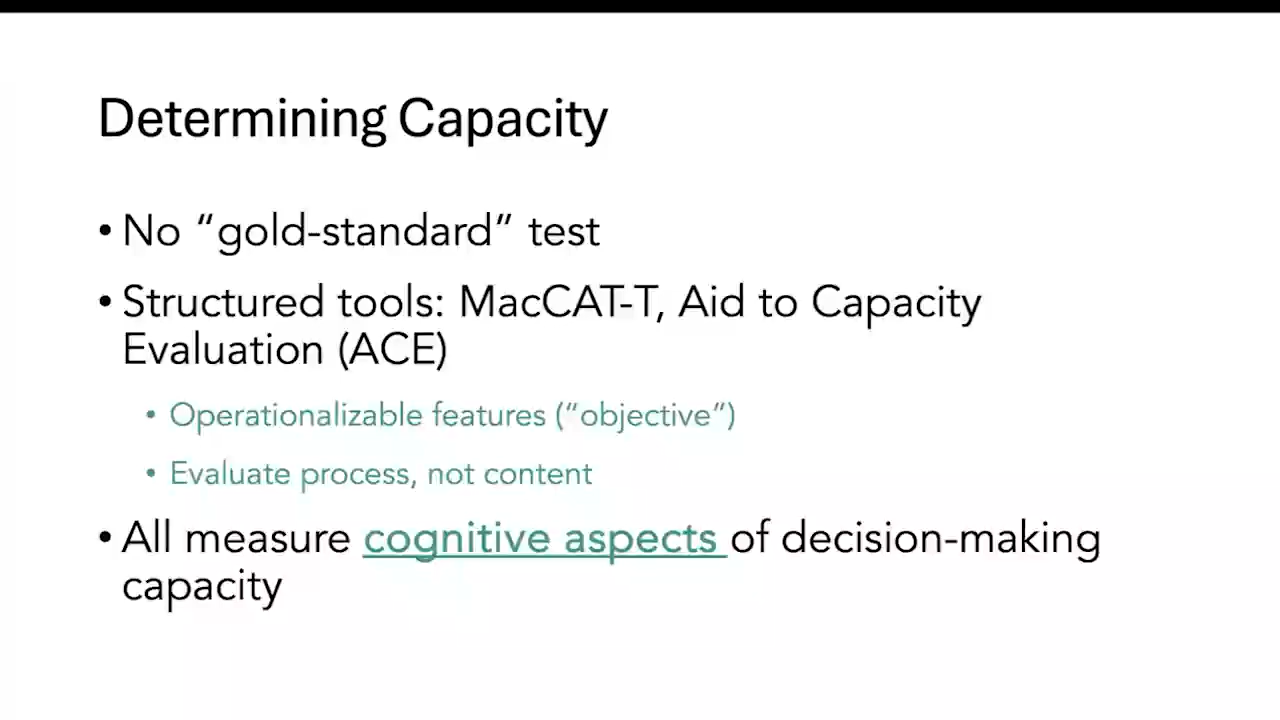 Determining Capacity
• No “gold-standard” test
• Structured tools: MacCAT-T, Aid to Capacity
Evaluation (ACE)
• Operationalizable features (“objective”)
• Evaluate process, not content
• All measure cognitive aspects of decision-making
capacity